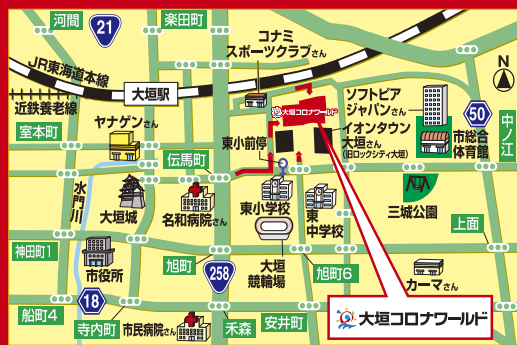 河間
21
楽田町
コナミ
スポーツクラブさん
N
JR東海道本線
大垣駅
近鉄養老線
大垣コロナワールド
ソフトピア
ジャパンさん
50
中ノ江
室本町
ヤナゲンさん
東小前停
イオンタウン
大垣さん
(旧ロックシティ大垣)
市総合
体育館
伝馬町
水門川
大垣城
名和病院さん
東小学校
東
中学校
三城公園
上面
神田町1
市役所
旭町
258
大垣
競輪場
旭町6
カーマさん
18
船町4
寺内町
市民病院さん
禾森
安井町
大垣コロナワールド